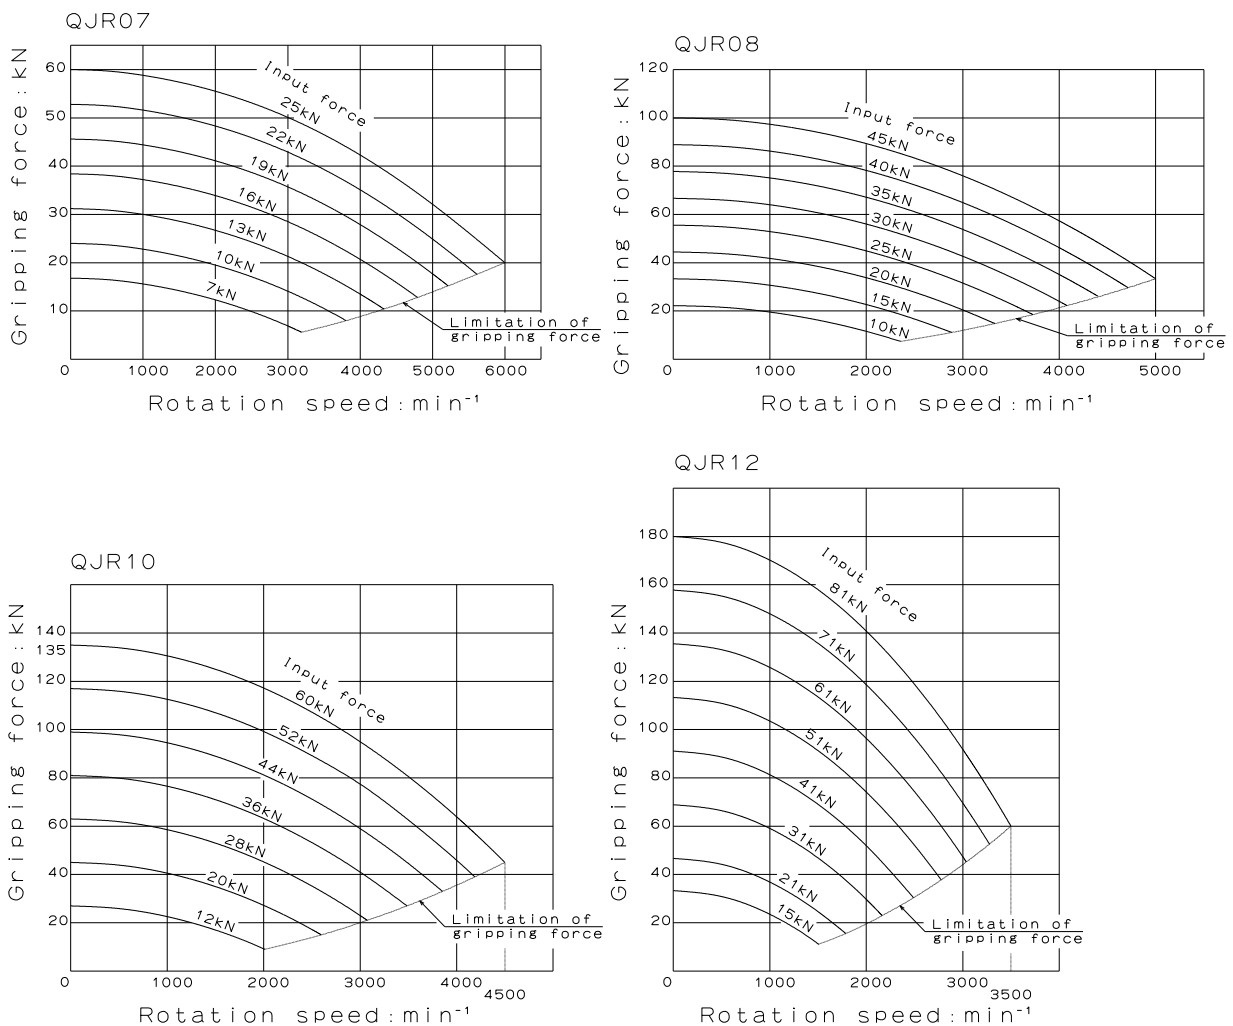 QJR07
Gripping force:kN
60
50
40
30
20
10
0 1000 2000 3000 4000 5000 6000
Input force
25kN
22kN
19kN
16kN
13kN
10kN
7kN
Limitation of
gripping force
Rotation speed:min-1
QJR08
Gripping force:kN
120
100
80
60
40
20
0 1000 2000 3000 4000 5000
Input force
45kN
40kN
35kN
30kN
25kN
20kN
15kN
10kN
Limitation of
gripping force
Rotation speed:min-1
QJR10
Gripping force:kN
140
135
100
80
60
40
20
0 1000 2000 3000 4000
4500
Input force
60kN
52kN
44kN
36kN
28kN
20kN
12kN
Limitation of
gripping force
Rotation speed:min-1
QJR12
Gripping force:kN
180
160
140
120
100
80
60
40
20
0 1000 2000 3000
3500
Input force
81kN
71kN
61kN
51kN
41kN
31kN
21kN
15kN
Limitation of
gripping force
Rotation speed:min-1